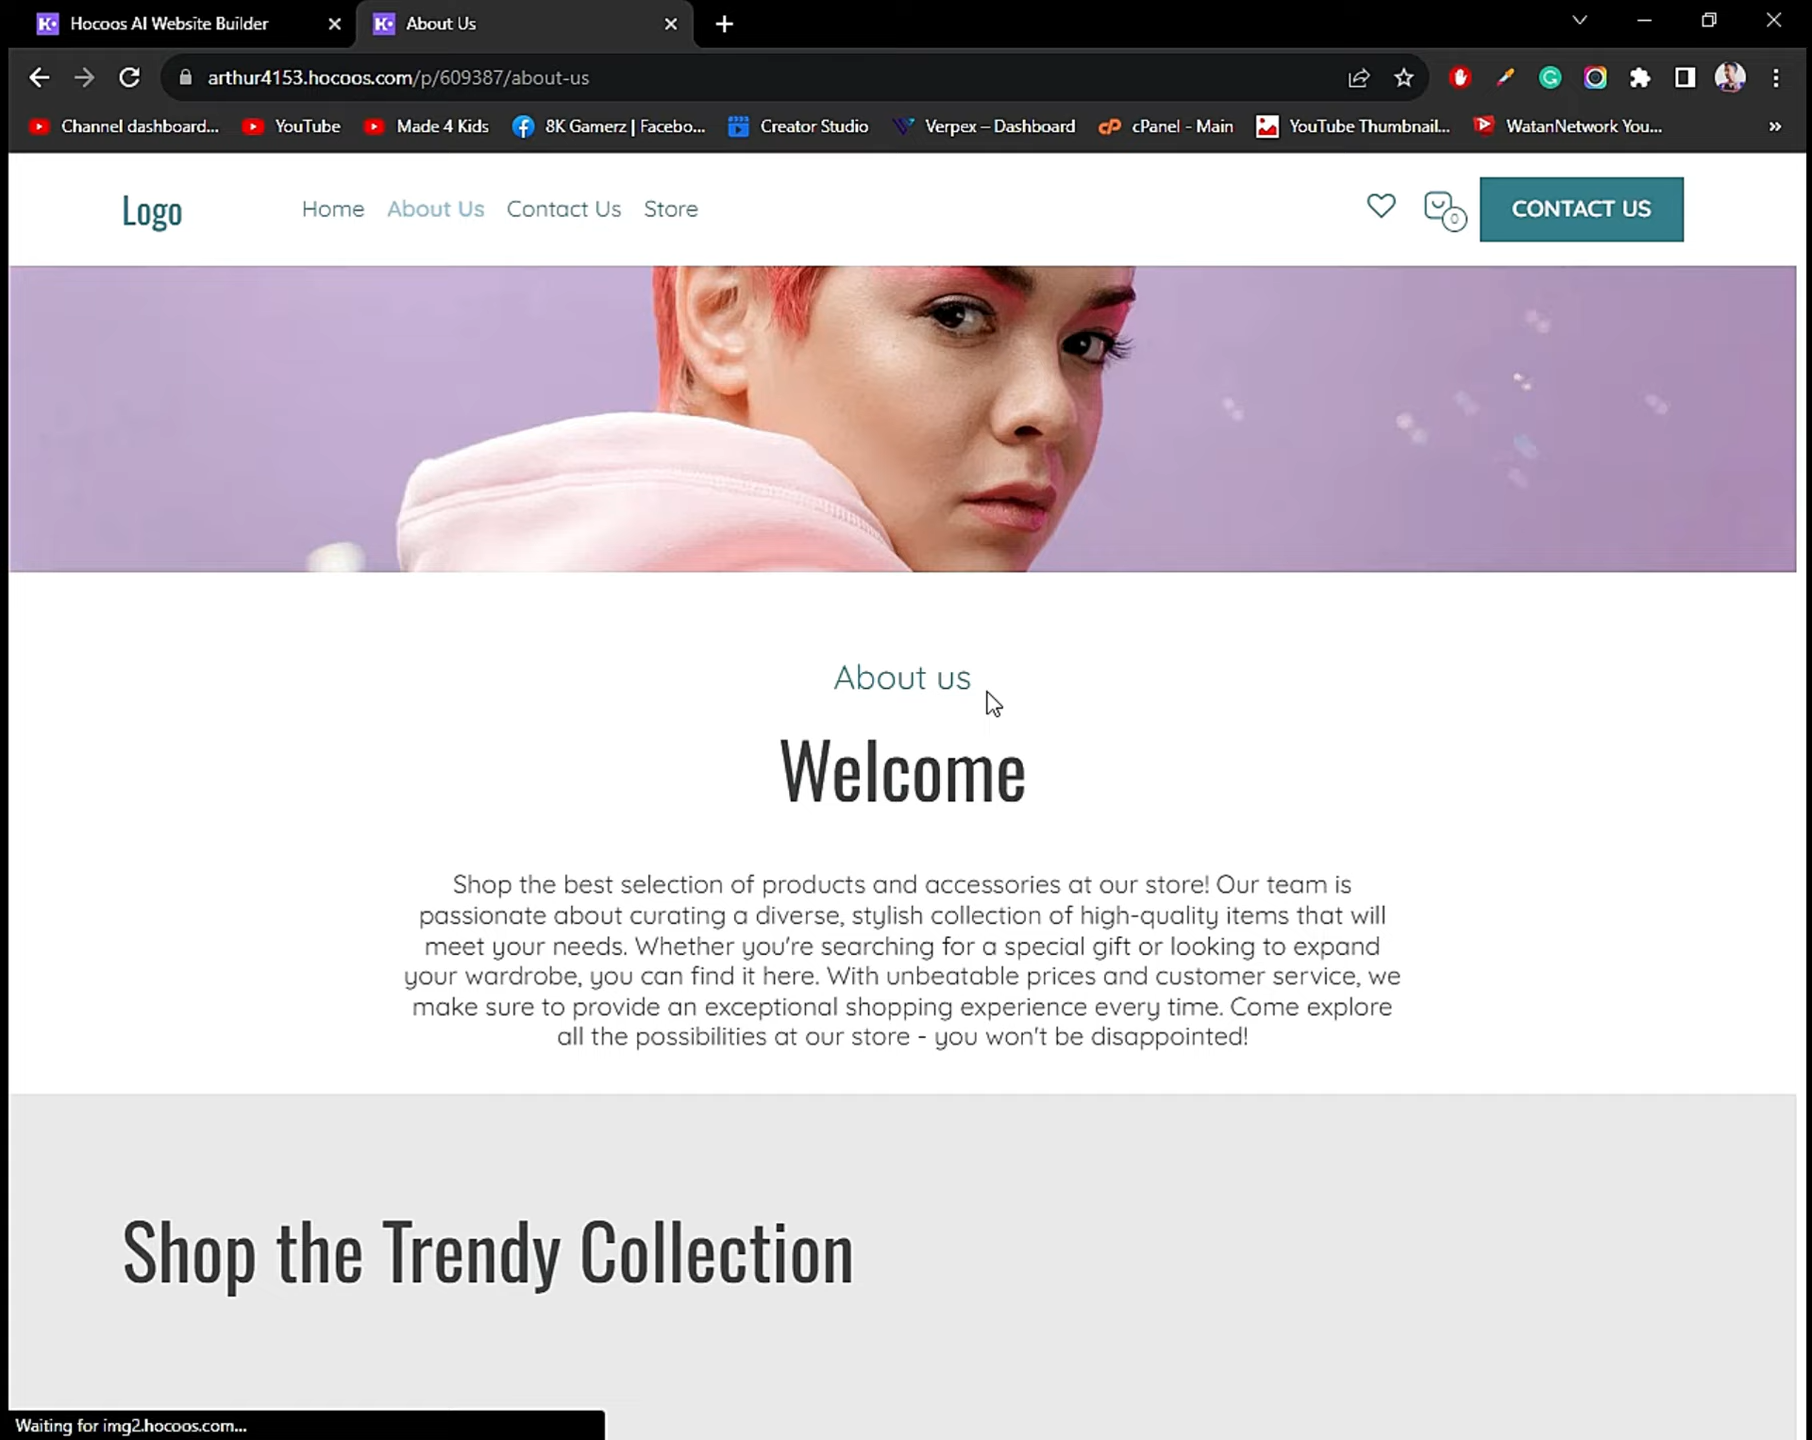 Hocoos AI Website Builder
About Us
arthur4153.hocoos.com/p/609387/about-us
Channel dashboard...
YouTube
Made 4 Kids
8K Gamerz | Facebo...
Creator Studio
Verpex – Dashboard
cPanel - Main
YouTube Thumbnail...
WatanNetwork You...
Logo
Home
About Us
Contact Us
Store
0
CONTACT US
About us
Welcome
Shop the best selection of products and accessories at our store! Our team is
passionate about curating a diverse, stylish collection of high-quality items that will
meet your needs. Whether you're searching for a special gift or looking to expand
your wardrobe, you can find it here. With unbeatable prices and customer service, we
make sure to provide an exceptional shopping experience every time. Come explore
all the possibilities at our store - you won't be disappointed!
Shop the Trendy Collection
Waiting for img2.hocoos.com...